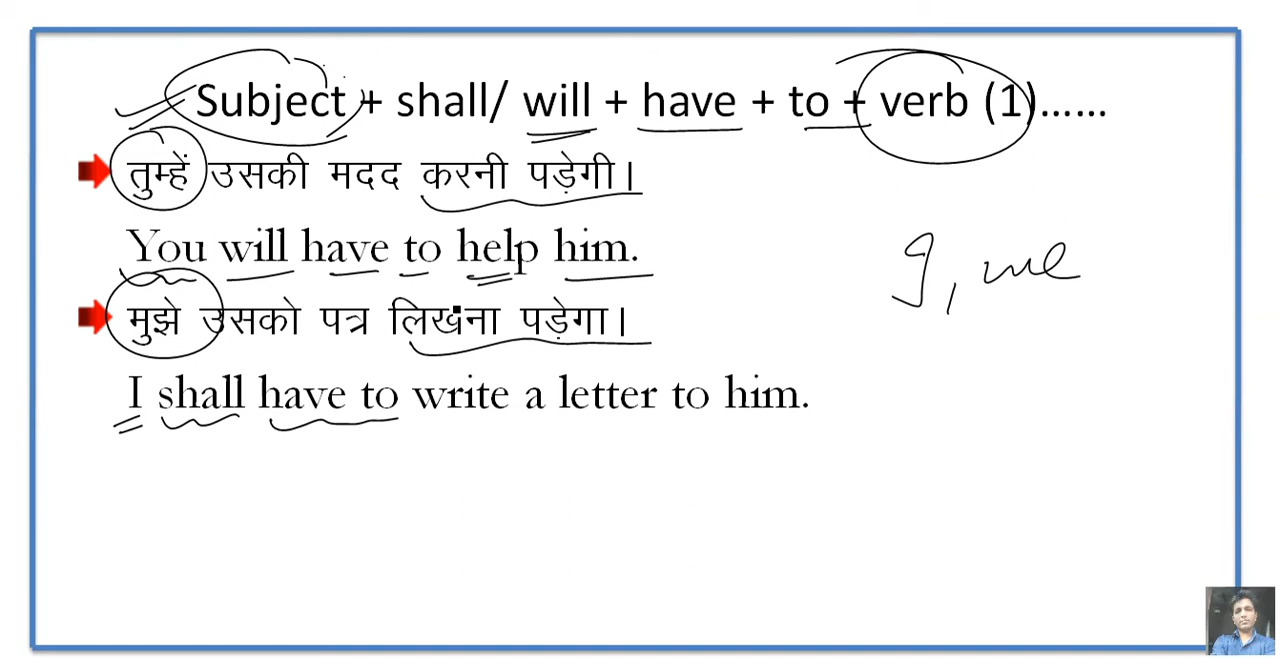 Subject + shall/ will + have + to + verb (1)......
तुम्हें उसकी मदद करनी पड़ेगी।
You will have to help him.
I, me
मुझे उसको पत्र लिखना पड़ेगा।
I shall have to write a letter to him.